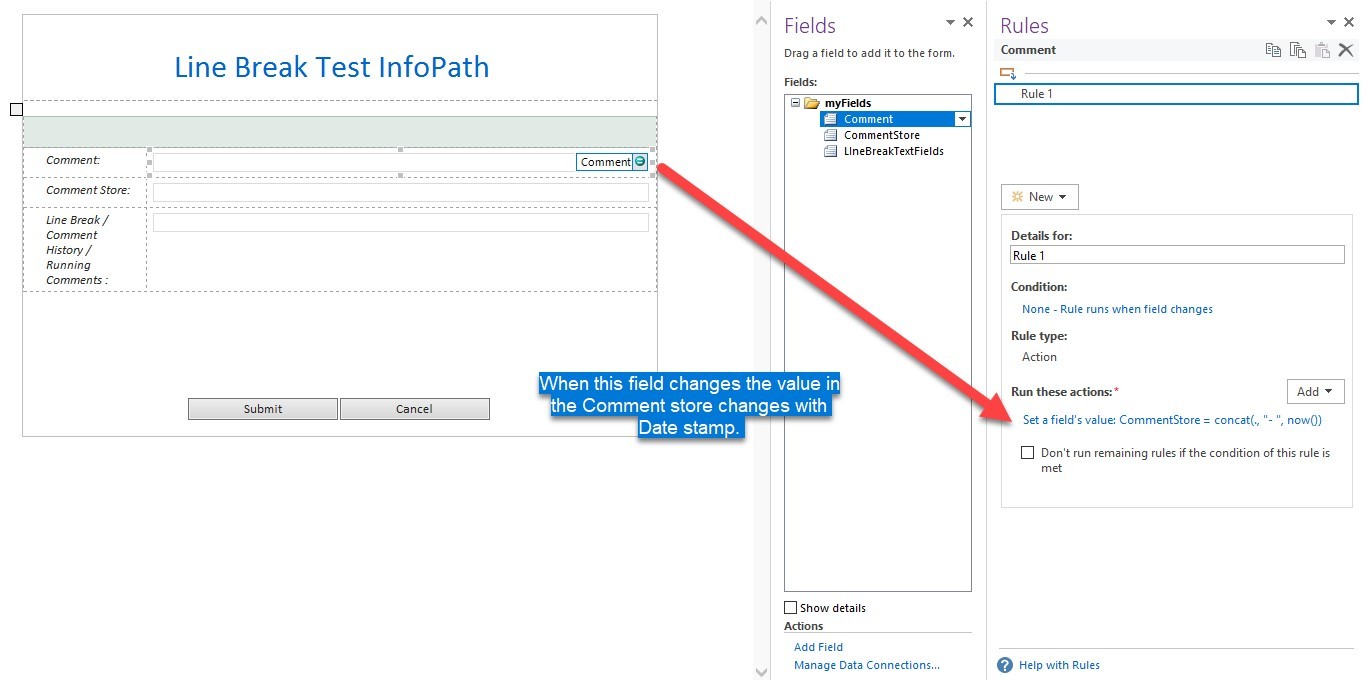 Line Break Test InfoPath
Comment:
Comment
Comment Store:
Line Break /
Comment
History /
Running
Comments :
Submit
Cancel
When this field changes the value in
the Comment store changes with
Date stamp.
Fields
Drag a field to add it to the form.
Fields:
myFields
Comment
CommentStore
LIneBreakTextFields
Show details
Actions
Add Field
Manage Data Connections...
Rules
Comment
Rule 1
New
Details for:
Rule 1
Condition:
None - Rule runs when field changes
Rule type:
Action
Run these actions:*
Add
Set a field's value: CommentStore = concat(., "- ", now())
Don't run remaining rules if the condition of this rule is
met
Help with Rules